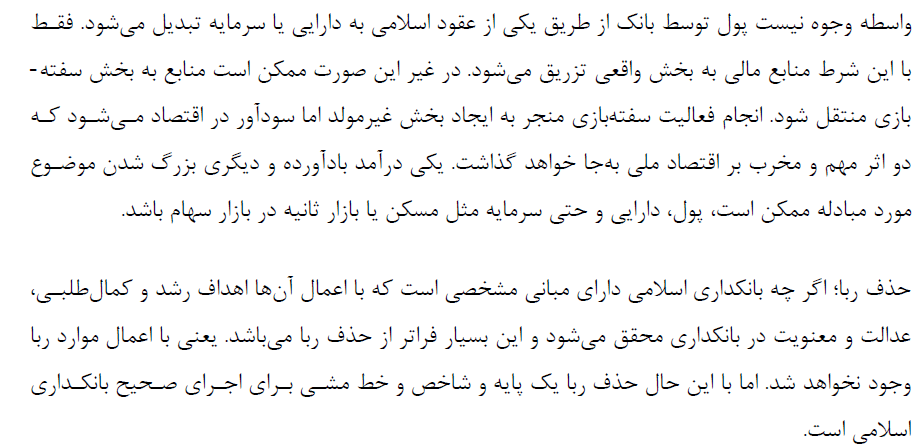 واسطه وجوه نیست پول توسط بانک از طریق یکی از عقود اسلامی به دارایی یا سرمایه تبدیل می‌شود. فقط
با این شرط منابع مالی به بخش واقعی تزریق می‌شود. در غیر این صورت ممکن است منابع به بخش سفته-
بازی منتقل شود. انجام فعالیت سفته‌بازی منجر به ایجاد بخش غیرمولد اما سودآور در اقتصاد می‌شود که
دو اثر مهم و مخرب بر اقتصاد ملی به‌جا خواهد گذاشت. یکی درآمد بادآورده و دیگری بزرگ شدن موضوع
مورد مبادله ممکن است، پول، دارایی و حتی سرمایه مثل مسکن یا بازار ثانیه در بازار سهام باشد.
حذف ربا؛ اگر چه بانکداری اسلامی دارای مبانی مشخصی است که با اعمال آن‌ها اهداف رشد و کمال‌طلبی،
عدالت و معنویت در بانکداری محقق می‌شود و این بسیار فراتر از حذف ربا می‌باشد. یعنی با اعمال موارد ربا
وجود نخواهد شد. اما با این حال حذف ربا یک پایه و شاخص و خط مشی برای اجرای صحیح بانکداری
اسلامی است.